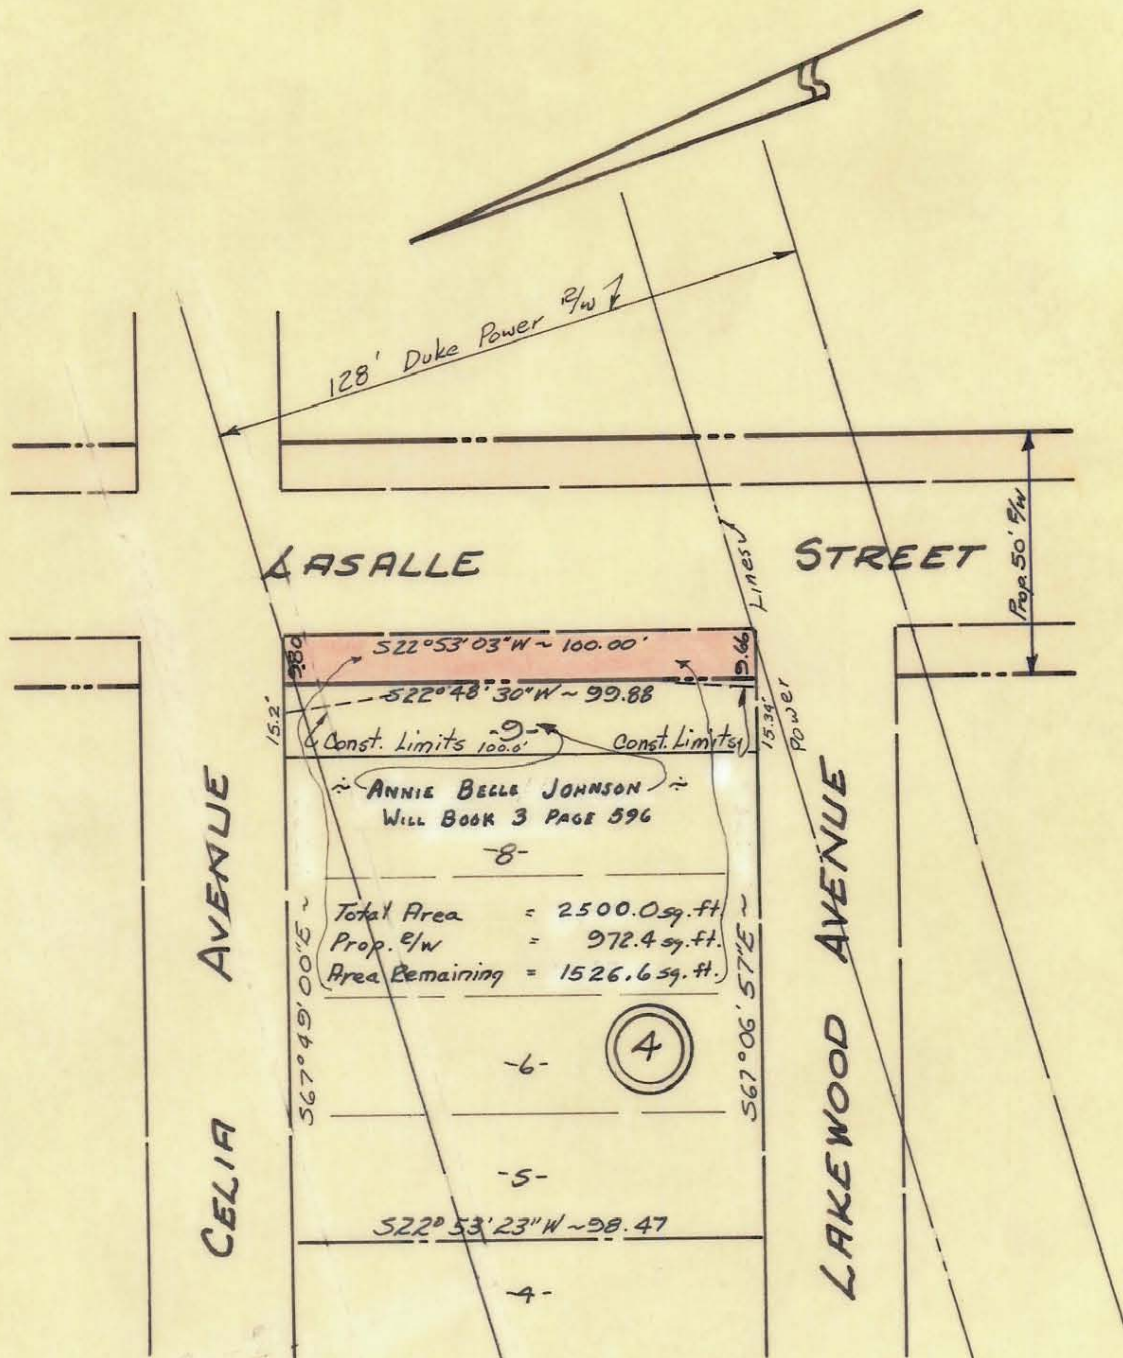 128' Duke Power R/W
LASALLE STREET
Lines
Prop. 50' R/W
S22°53'03"W ~ 100.00'
9.80
9.66
S22°48'30"W ~ 99.88
15.2'
15.34'
Power
-9-
Const. Limits 100.0' Const. Limits
÷ ANNIE BELLE JOHNSON ÷
WILL BOOK 3 PAGE 596
-8-
Total Area = 2500.0 sq. ft.
Prop. R/W = 972.4 sq. ft.
Area Remaining = 1526.6 sq. ft.
S67°49'00"E ~
S67°06'57"E ~
4
-6-
-5-
S22°53'23"W ~ 98.47
-4-
CELIA AVENUE
LAKEWOOD AVENUE